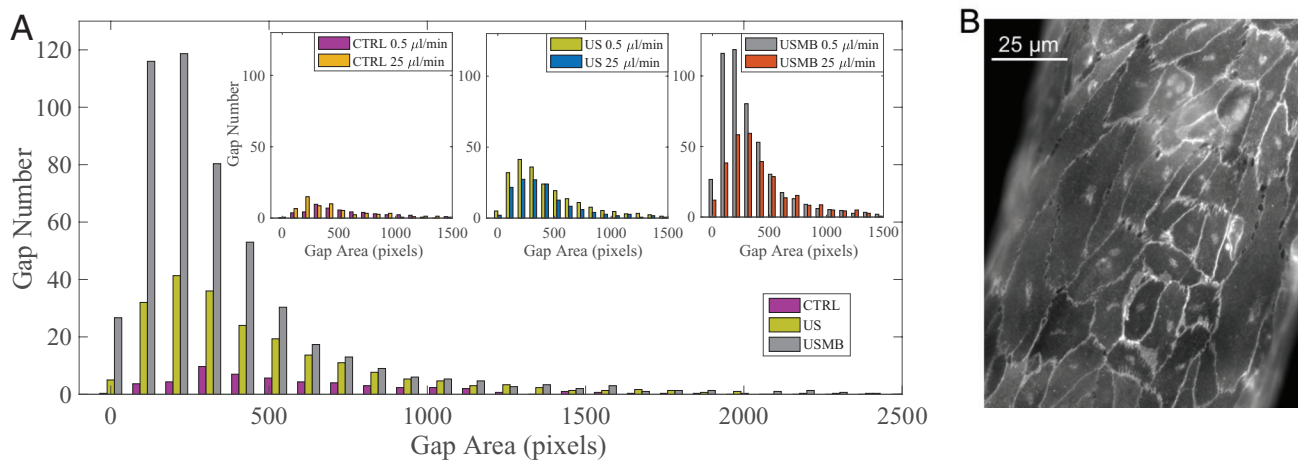 A
Gap Number
120
100
80
60
40
20
0
0 500 1000 1500 2000 2500
Gap Area (pixels)
CTRL
US
USMB
CTRL 0.5 μl/min
CTRL 25 μl/min
Gap Number
100
50
0
0 500 1000 1500
Gap Area (pixels)
US 0.5 μl/min
US 25 μl/min
100
50
0
0 500 1000 1500
Gap Area (pixels)
USMB 0.5 μl/min
USMB 25 μl/min
100
50
0
0 500 1000 1500
Gap Area (pixels)
B
25 μm